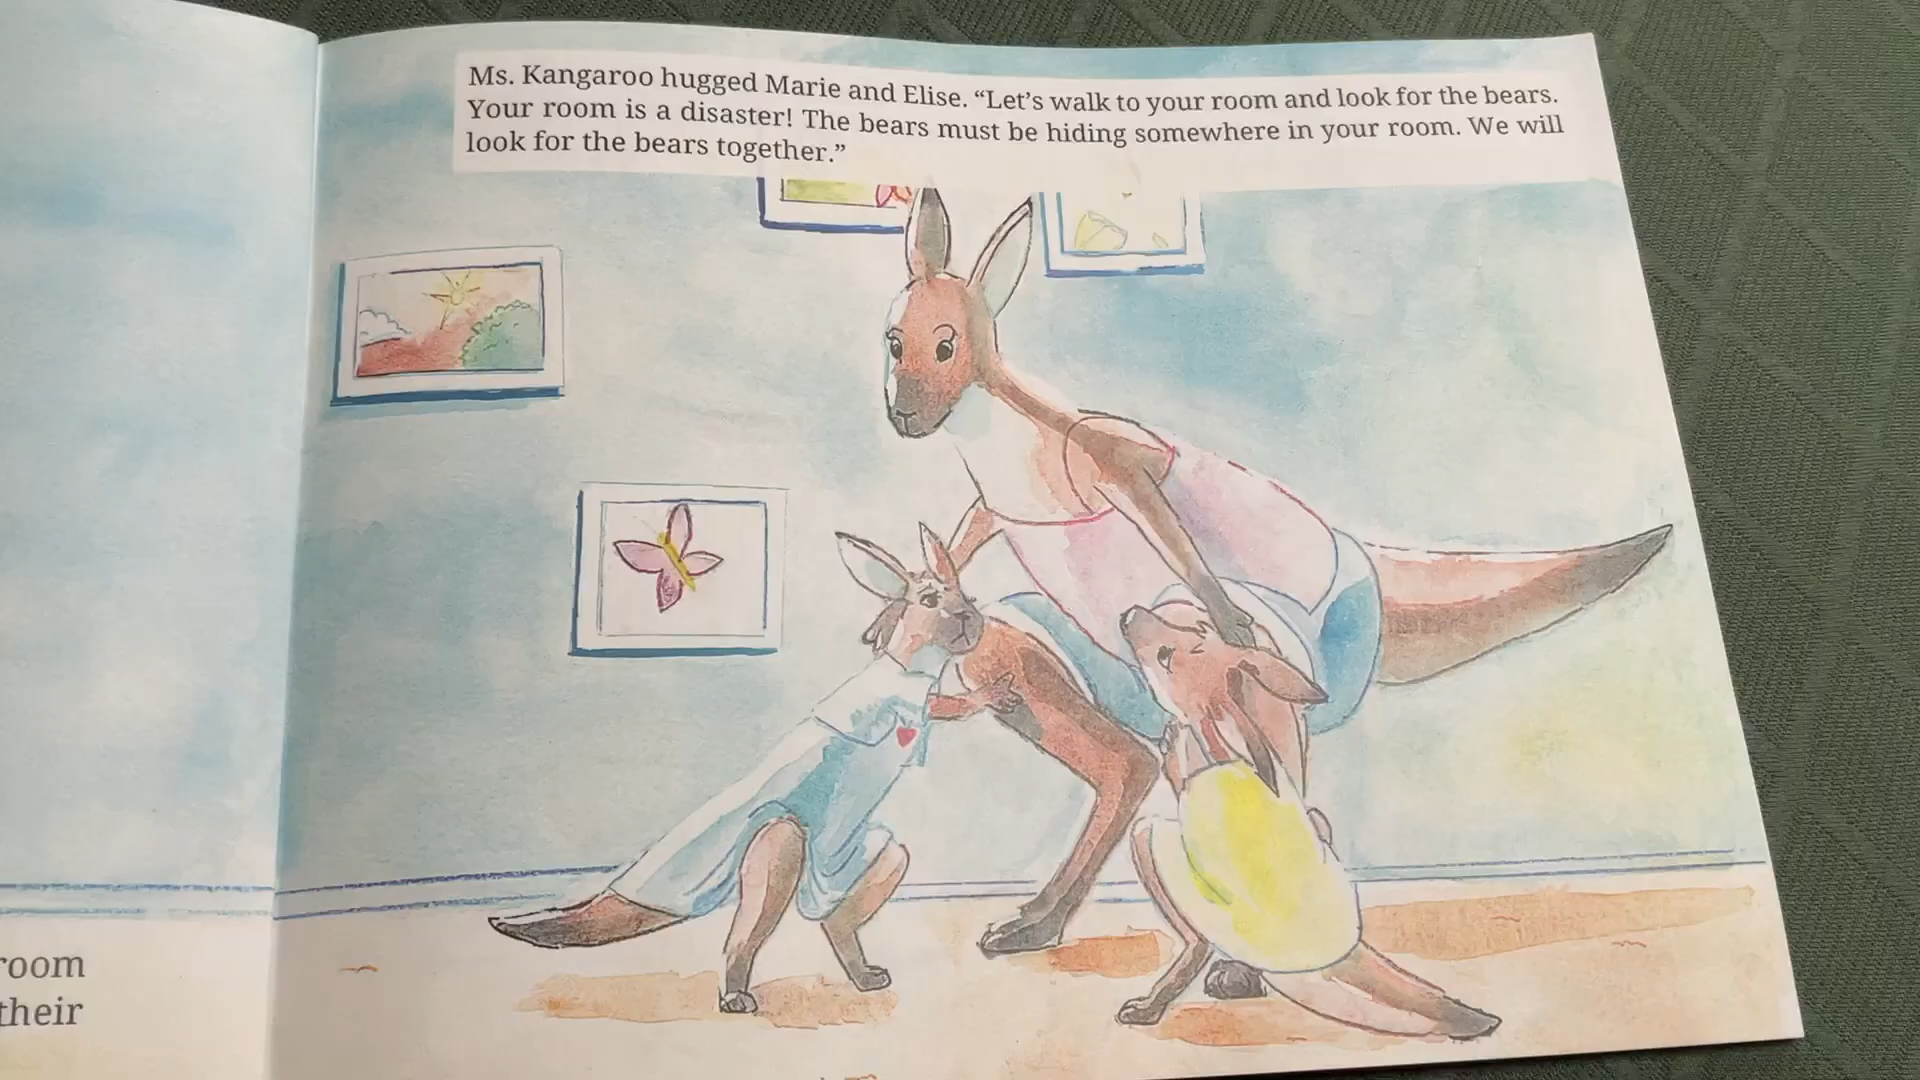 Ms. Kangaroo hugged Marie and Elise. “Let’s walk to your room and look for the bears.
Your room is a disaster! The bears must be hiding somewhere in your room. We will
look for the bears together.”
room
their